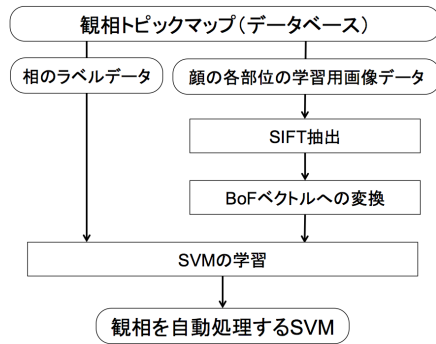 観相トピックマップ(データベース)
相のラベルデータ
顔の各部位の学習用画像データ
SIFT抽出
BoFベクトルへの変換
SVMの学習
観相を自動処理するSVM